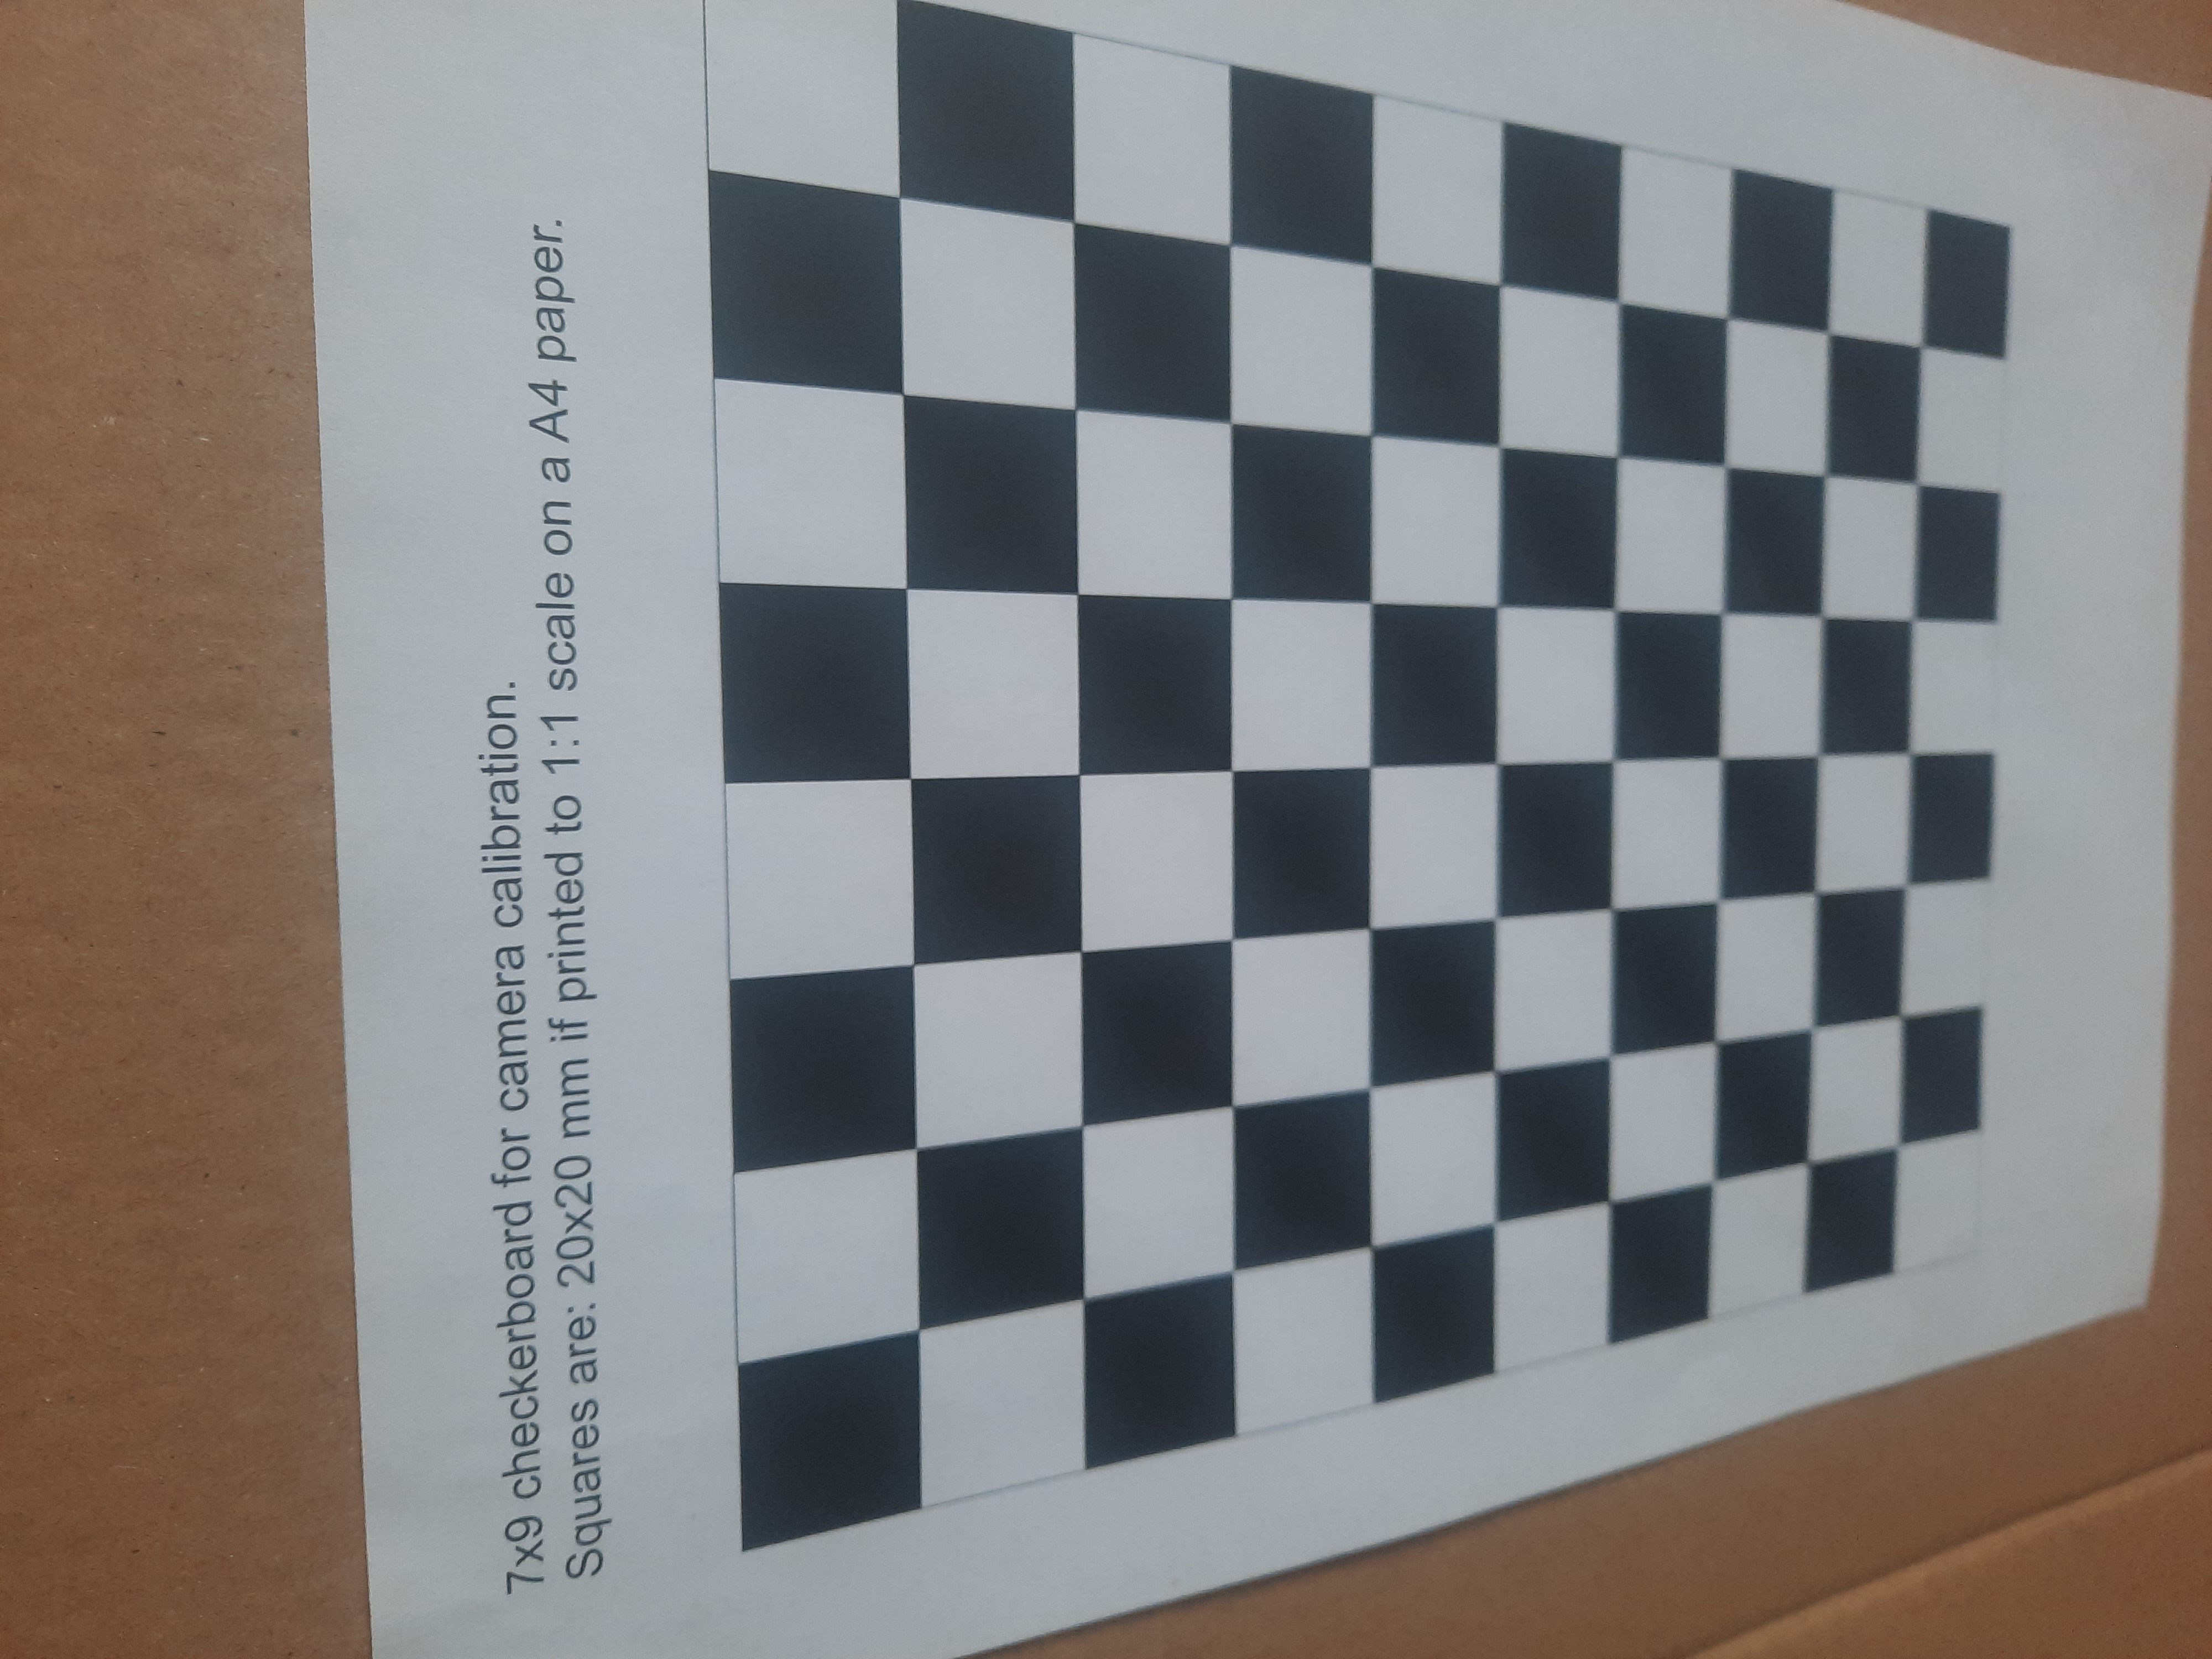 7x9 checkerboard for camera calibration.
Squares are: 20x20 mm if printed to 1:1 scale on a A4 paper.